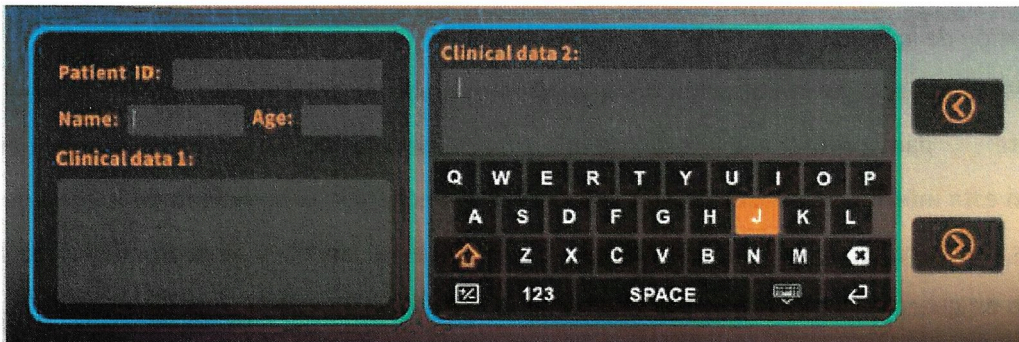 Patient ID:
Name: Age:
Clinical data 1:
Clinical data 2:
Q W E R T Y U I O P
A S D F G H J K L
Z X C V B N M
123 SPACE